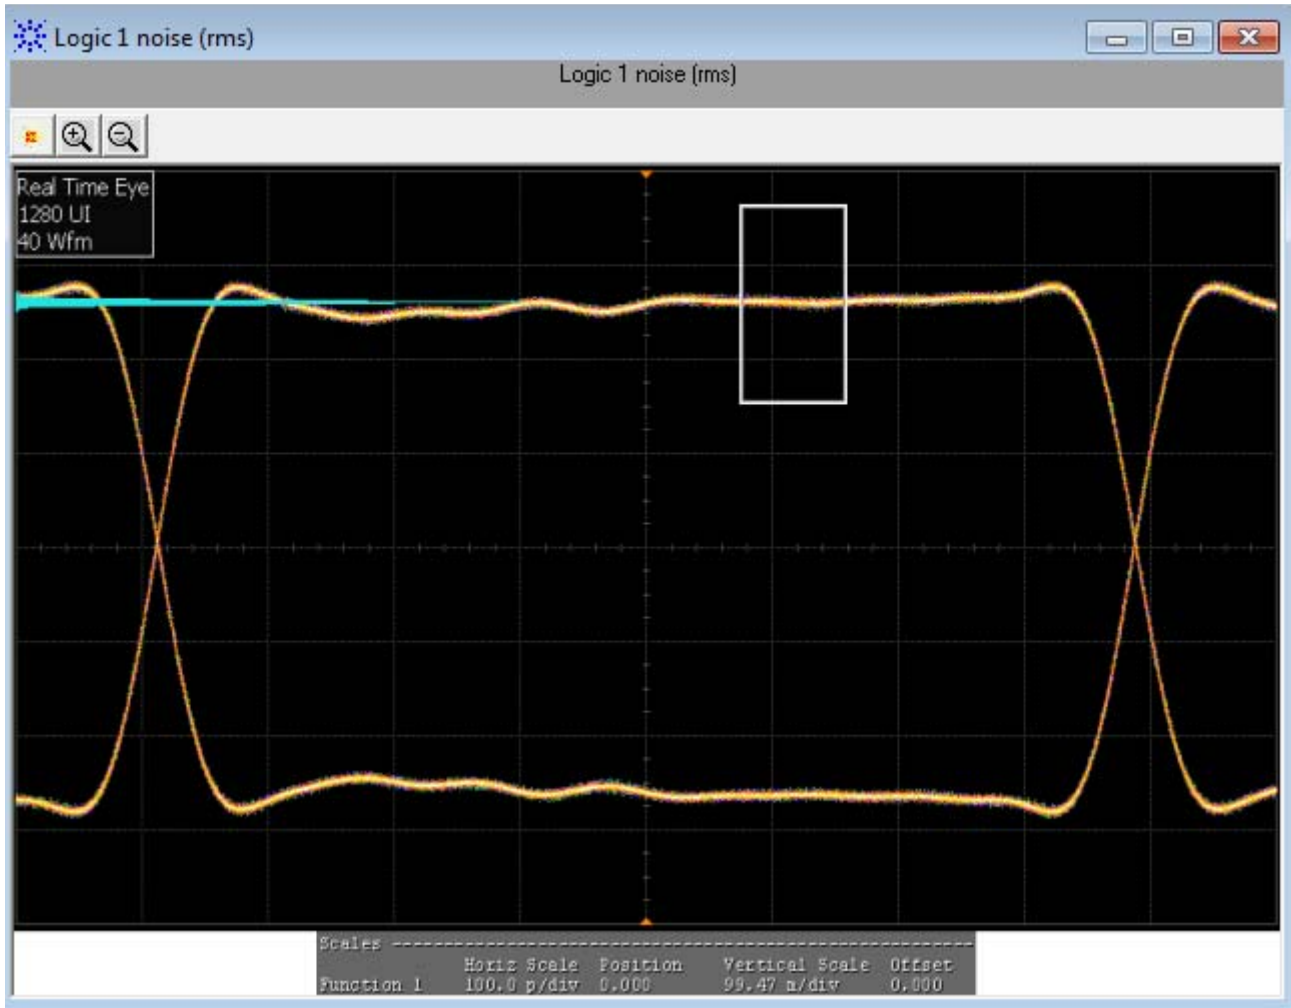 Logic 1 noise (rms)
Logic 1 noise (rms)
Real Time Eye
1280 UI
40 Wfm
Scales --------------------------------------------------------------------
Horiz Scale Position Vertical Scale Offset
Function 1 100.0 p/div 0.000 99.47 m/div 0.000